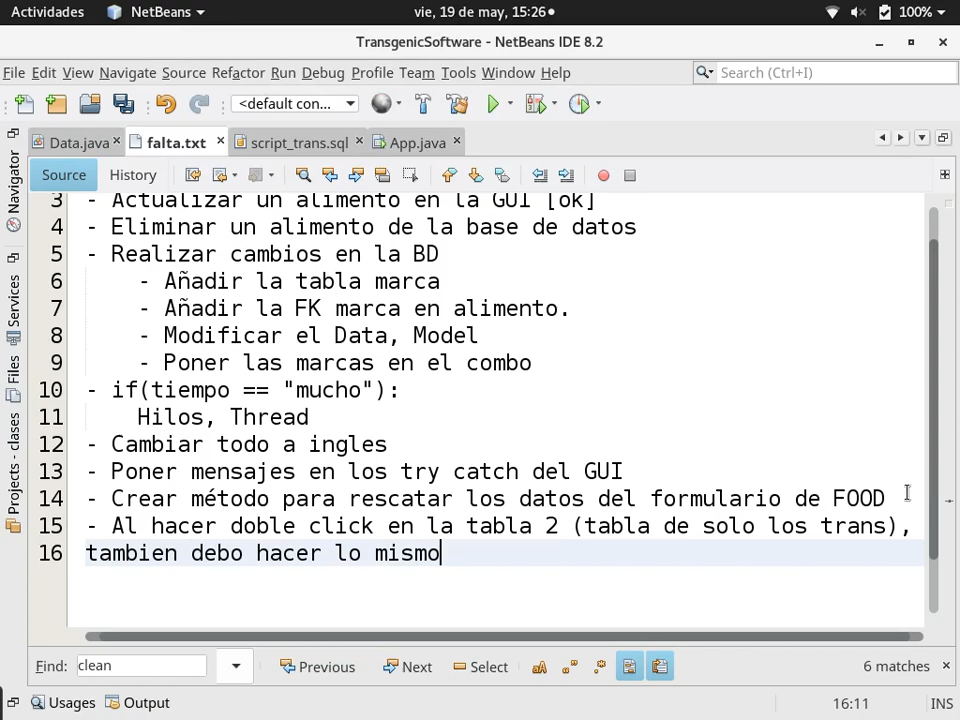 Actividades NetBeans vie, 19 de may, 15:26 100%
TransgenicSoftware - NetBeans IDE 8.2
File Edit View Navigate Source Refactor Run Debug Profile Team Tools Window Help Search (Ctrl+I)
<default con...
Data.java falta.txt script_trans.sql App.java
Source History
Navigator
Services
Files
Projects - clases
3 - Actualizar un alimento en la GUI [ok]
4 - Eliminar un alimento de la base de datos
5 - Realizar cambios en la BD
6 - Añadir la tabla marca
7 - Añadir la FK marca en alimento.
8 - Modificar el Data, Model
9 - Poner las marcas en el combo
10 - if(tiempo == "mucho"):
11 Hilos, Thread
12 - Cambiar todo a ingles
13 - Poner mensajes en los try catch del GUI
14 - Crear método para rescatar los datos del formulario de FOOD
15 - Al hacer doble click en la tabla 2 (tabla de solo los trans),
16 tambien debo hacer lo mismo
Find: clean Previous Next Select 6 matches
Usages Output 16:11 INS